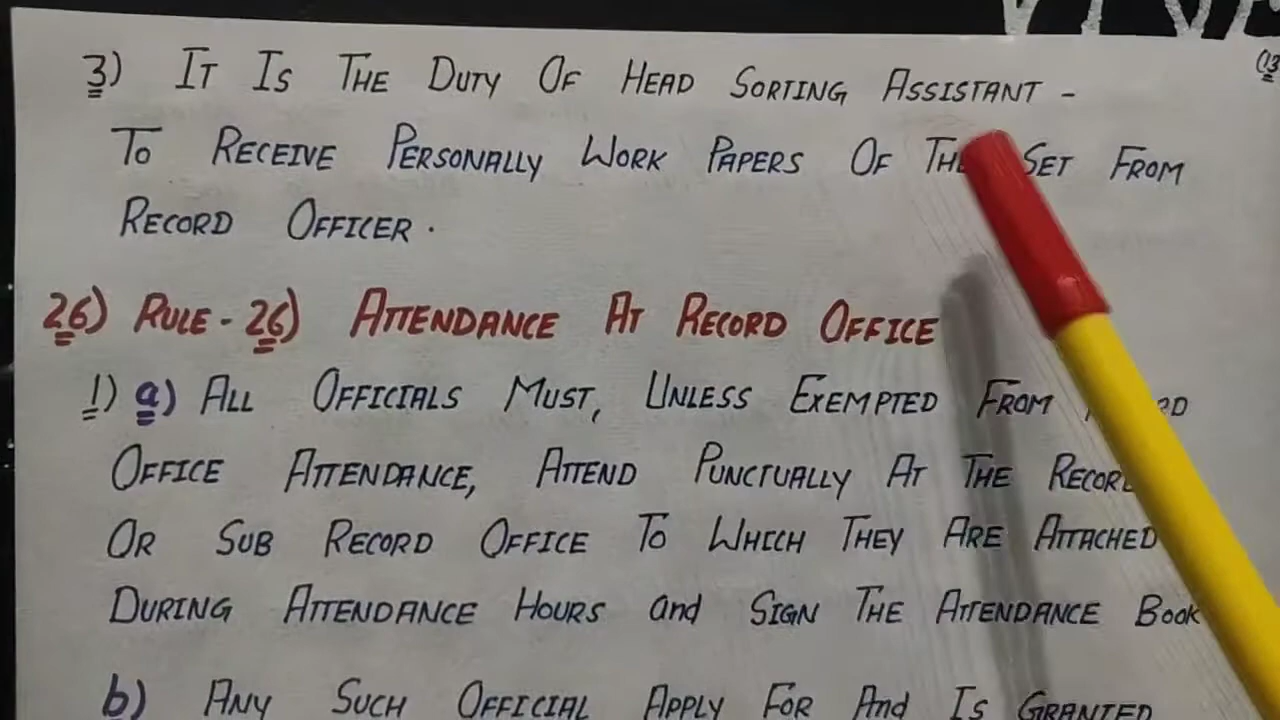 (13
3) IT IS THE DUTY OF HEAD SORTING ASSISTANT -
TO RECEIVE PERSONALLY WORK PAPERS OF THE SET FROM
RECORD OFFICER.
26) RULE - 26) ATTENDANCE AT RECORD OFFICE
1) a) ALL OFFICIALS MUST, UNLESS EXEMPTED FROM
OFFICE ATTENDANCE, ATTEND PUNCTUALLY AT THE RECORD
OR SUB RECORD OFFICE TO WHICH THEY ARE ATTACHED
DURING ATTENDANCE HOURS and SIGN THE ATTENDANCE BOOK
b) ANY SUCH OFFICIAL APPLY FOR And IS GRANTED